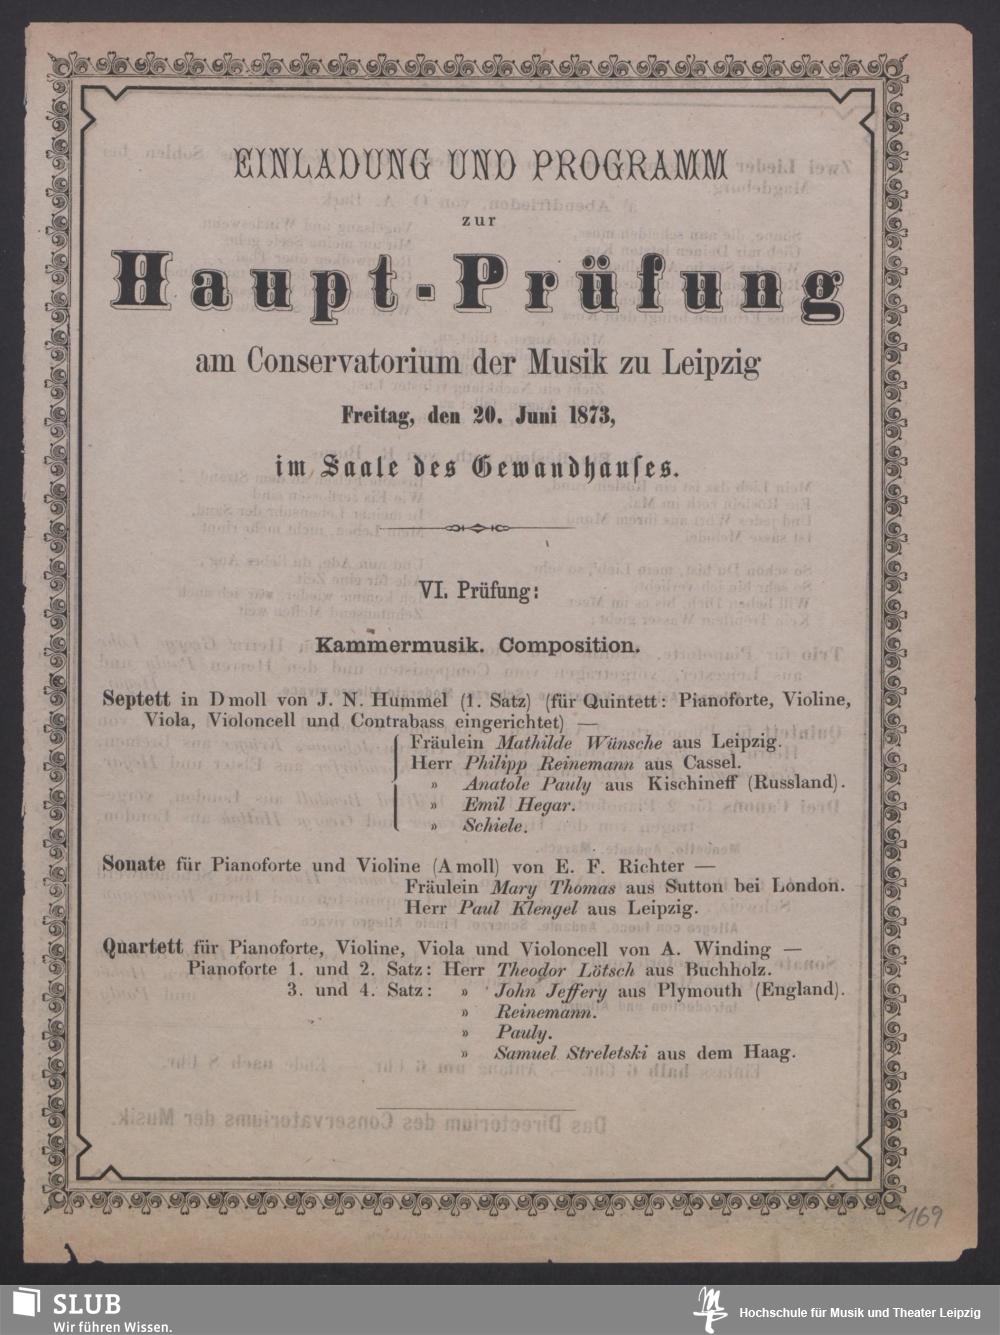 EINLADUNG UND PROGRAMM
zur
Haupt-Prüfung
am Conservatorium der Musik zu Leipzig
Freitag, den 20. Juni 1873,
im Saale des Gewandhauses.
VI. Prüfung:
Kammermusik. Composition.
Septett in D moll von J. N. Hummel (1. Satz) (für Quintett: Pianoforte, Violine,
Viola, Violoncell und Contrabass eingerichtet) —
Fräulein Mathilde Wünsche aus Leipzig.
Herr Philipp Reinemann aus Cassel.
» Anatole Pauly aus Kischineff (Russland).
» Emil Hegar.
» Schiele.
Sonate für Pianoforte und Violine (A moll) von E. F. Richter —
Fräulein Mary Thomas aus Sutton bei London.
Herr Paul Klengel aus Leipzig.
Quartett für Pianoforte, Violine, Viola und Violoncell von A. Winding —
Pianoforte 1. und 2. Satz: Herr Theodor Lötsch aus Buchholz.
3. und 4. Satz: » John Jeffery aus Plymouth (England).
» Reinemann.
» Pauly.
» Samuel Streletski aus dem Haag.
169
SLUB
Wir führen Wissen.
Hochschule für Musik und Theater Leipzig